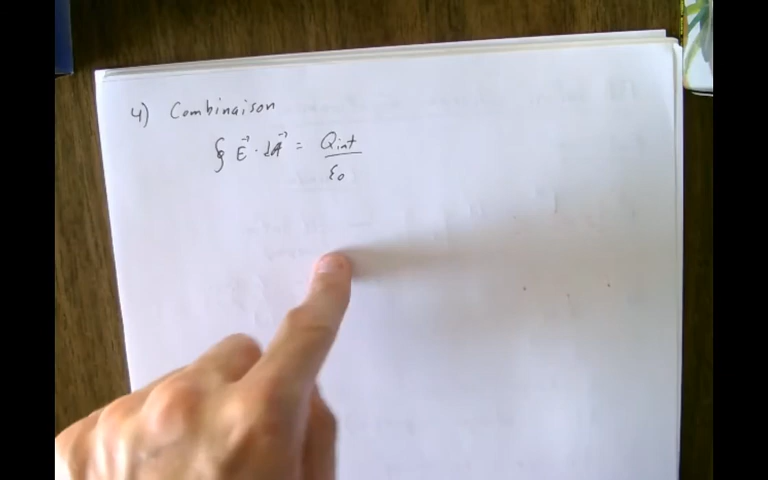 4) Combinaison
∮ E⃗ · dA⃗ = Qint / ε0